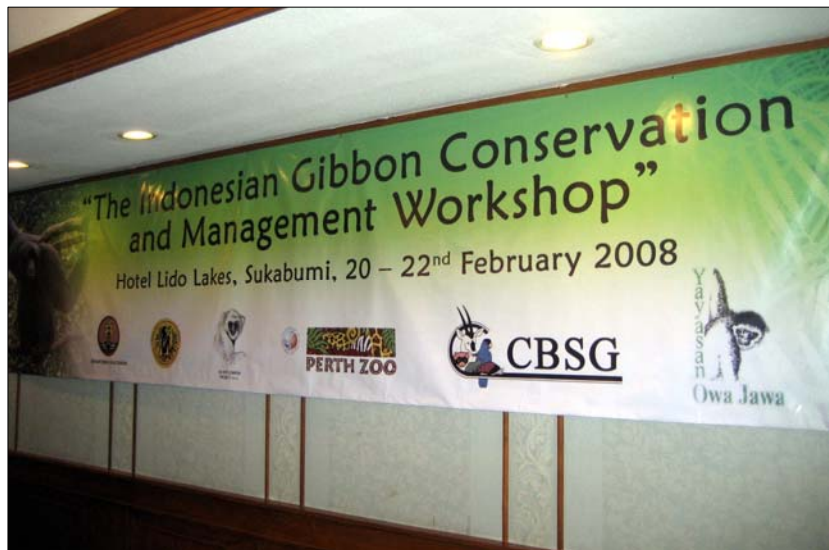 "The Indonesian Gibbon Conservation
and Management Workshop"
Hotel Lido Lakes, Sukabumi, 20 – 22nd February 2008
PERTH ZOO
CBSG
Yayasan
Owa Jawa